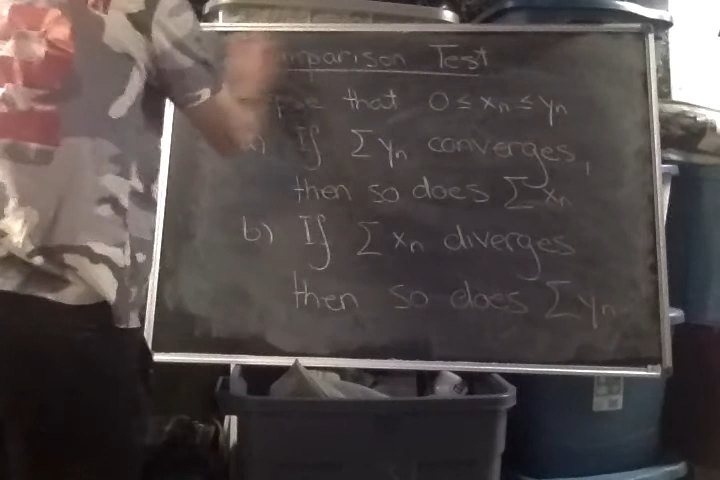 mparison Test
that 0 ≤ xₙ ≤ yₙ
If ∑yₙ converges,
then so does ∑xₙ
b) If ∑xₙ diverges
then so does ∑yₙ.